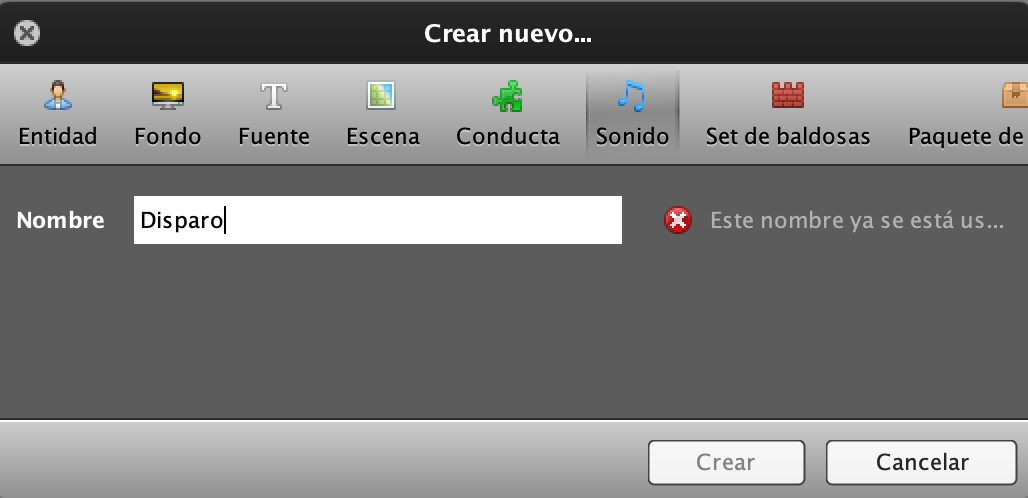 Crear nuevo...
Entidad Fondo Fuente Escena Conducta Sonido Set de baldosas Paquete de
Nombre Disparo Este nombre ya se está us...
Crear Cancelar